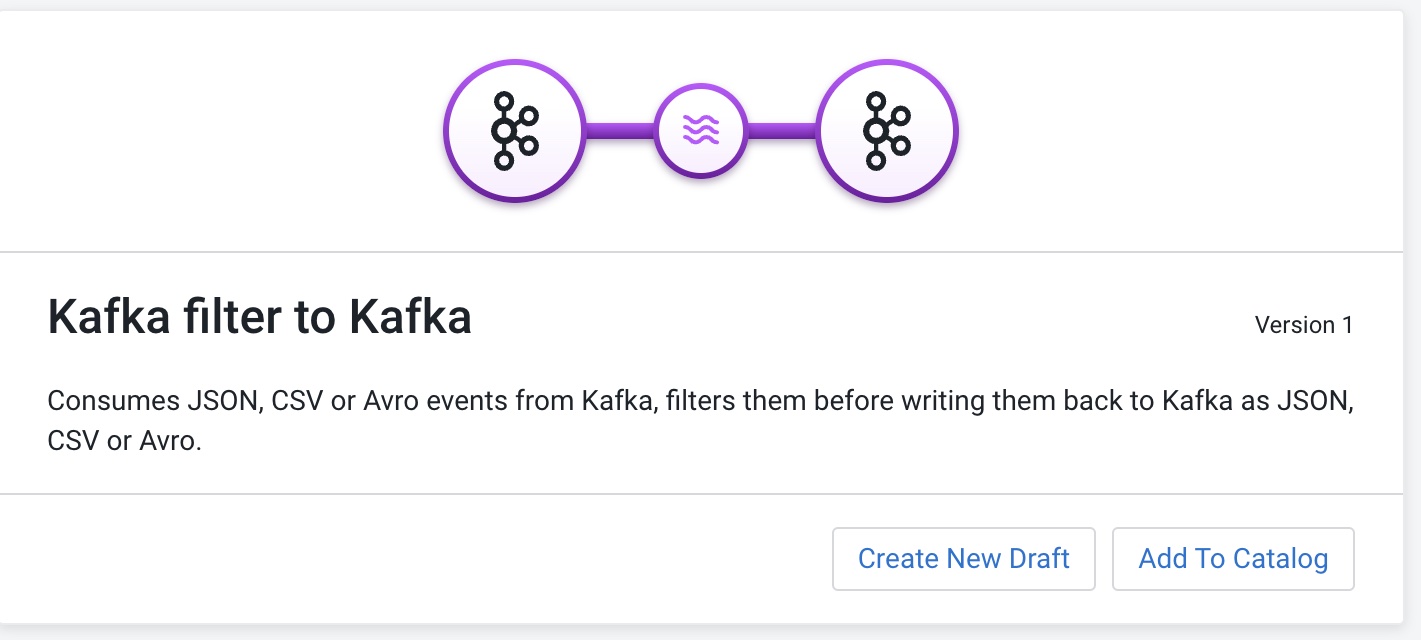 Kafka filter to Kafka
Version 1
Consumes JSON, CSV or Avro events from Kafka, filters them before writing them back to Kafka as JSON,
CSV or Avro.
Create New Draft
Add To Catalog